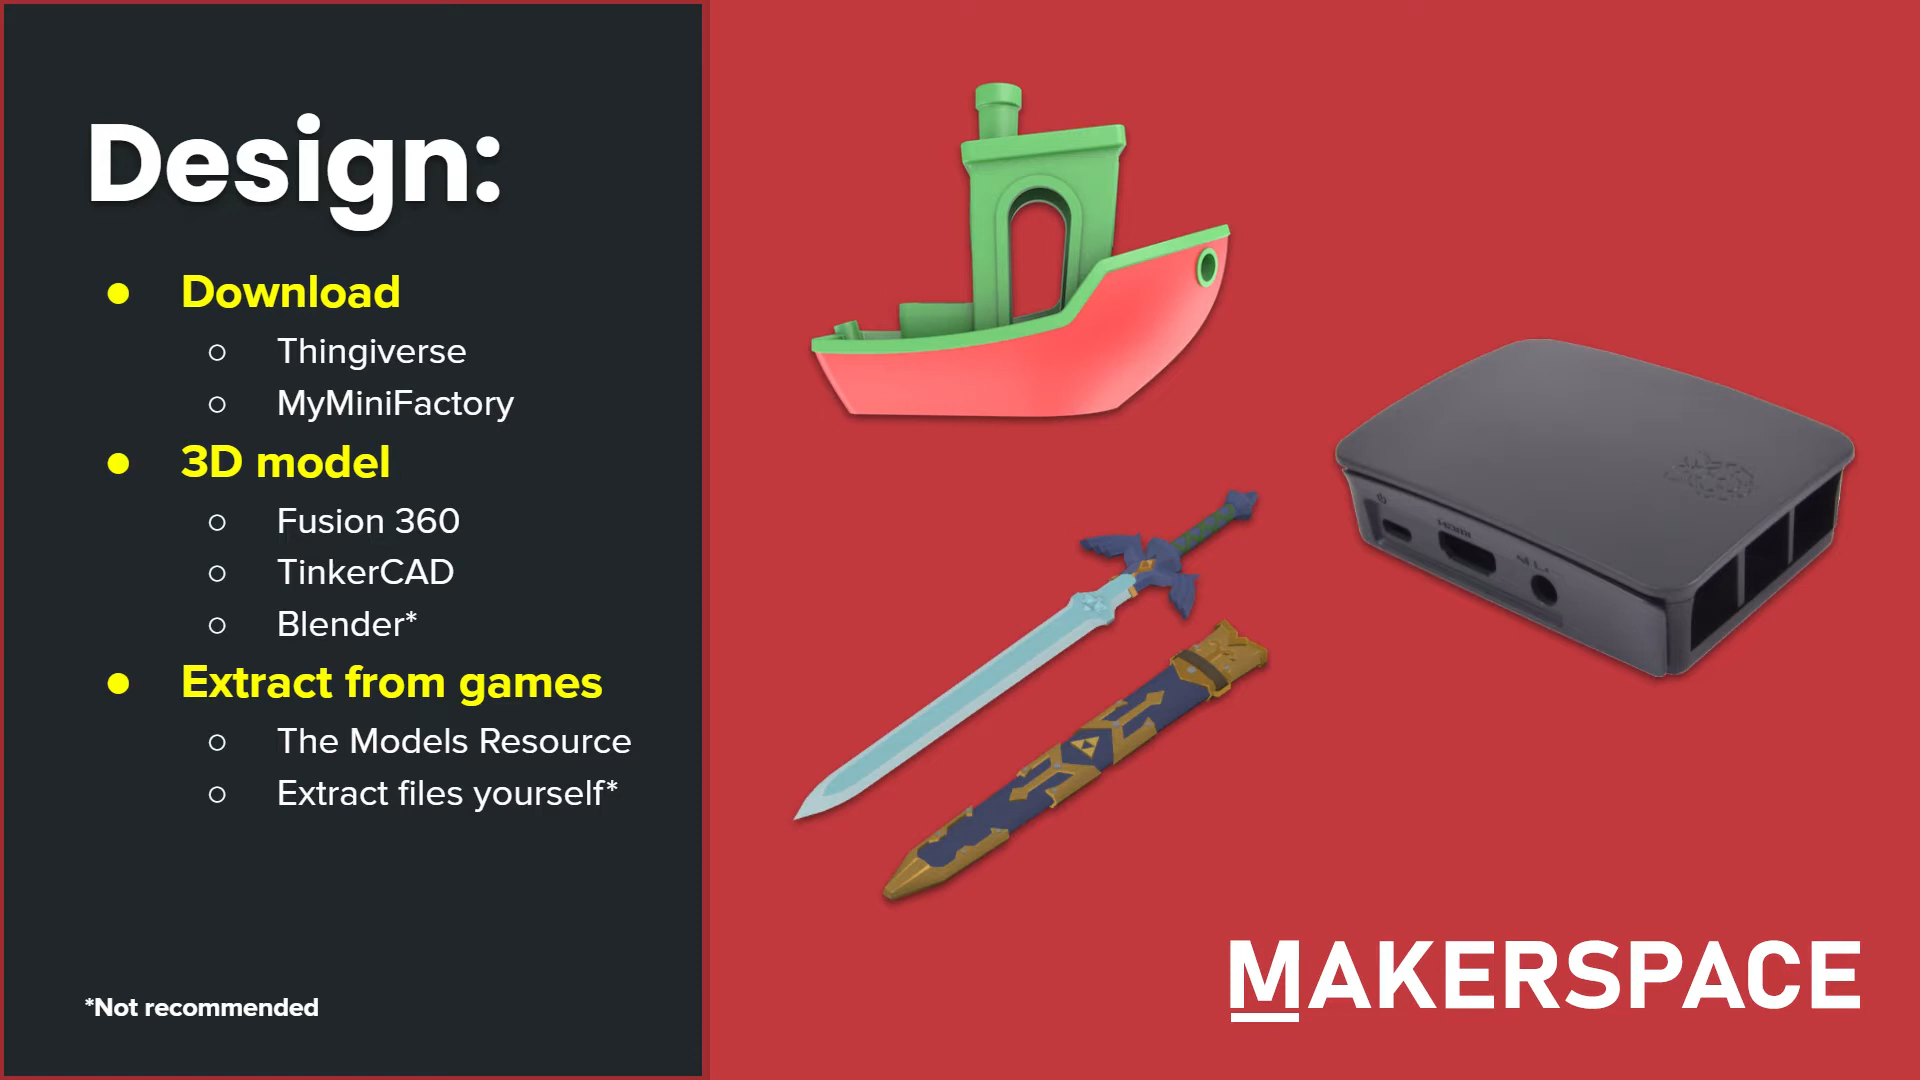 Design:
● Download
○ Thingiverse
○ MyMiniFactory
● 3D model
○ Fusion 360
○ TinkerCAD
○ Blender*
● Extract from games
○ The Models Resource
○ Extract files yourself*
*Not recommended
HDMI
MAKERSPACE